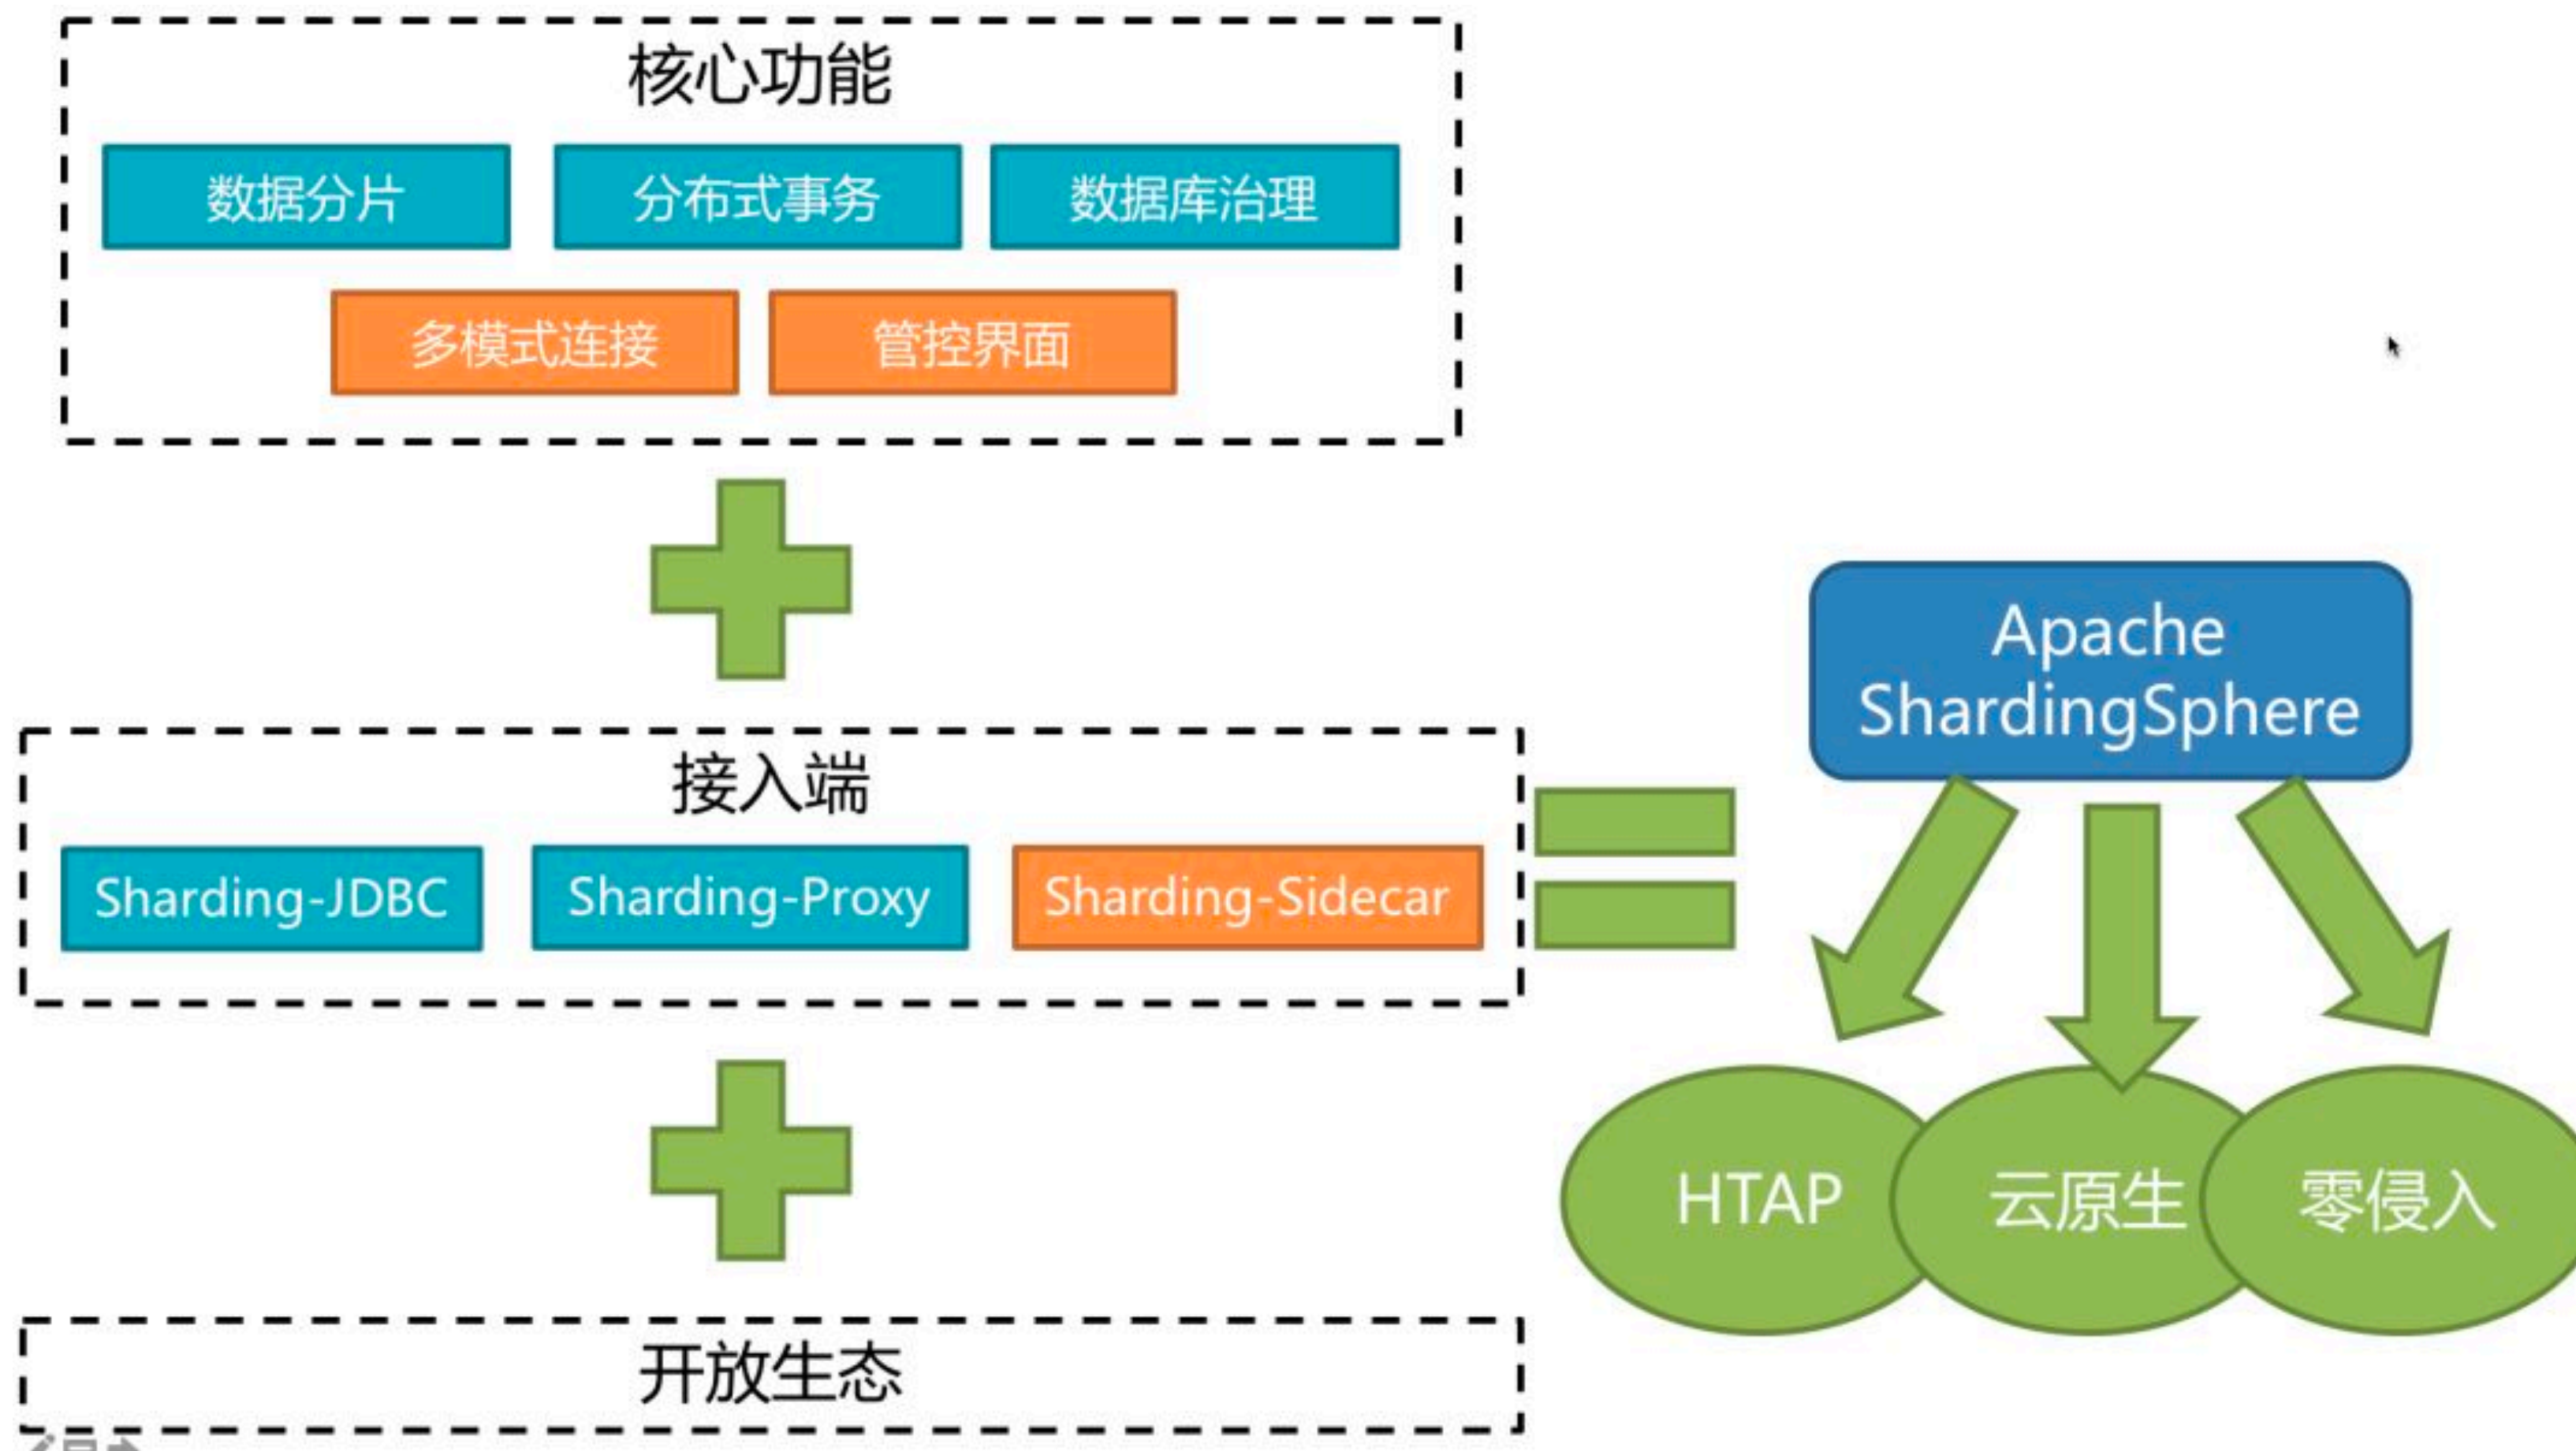 核心功能
数据分片
分布式事务
数据库治理
多模式连接
管控界面
接入端
Sharding-JDBC
Sharding-Proxy
Sharding-Sidecar
开放生态
Apache
ShardingSphere
HTAP
云原生
零侵入